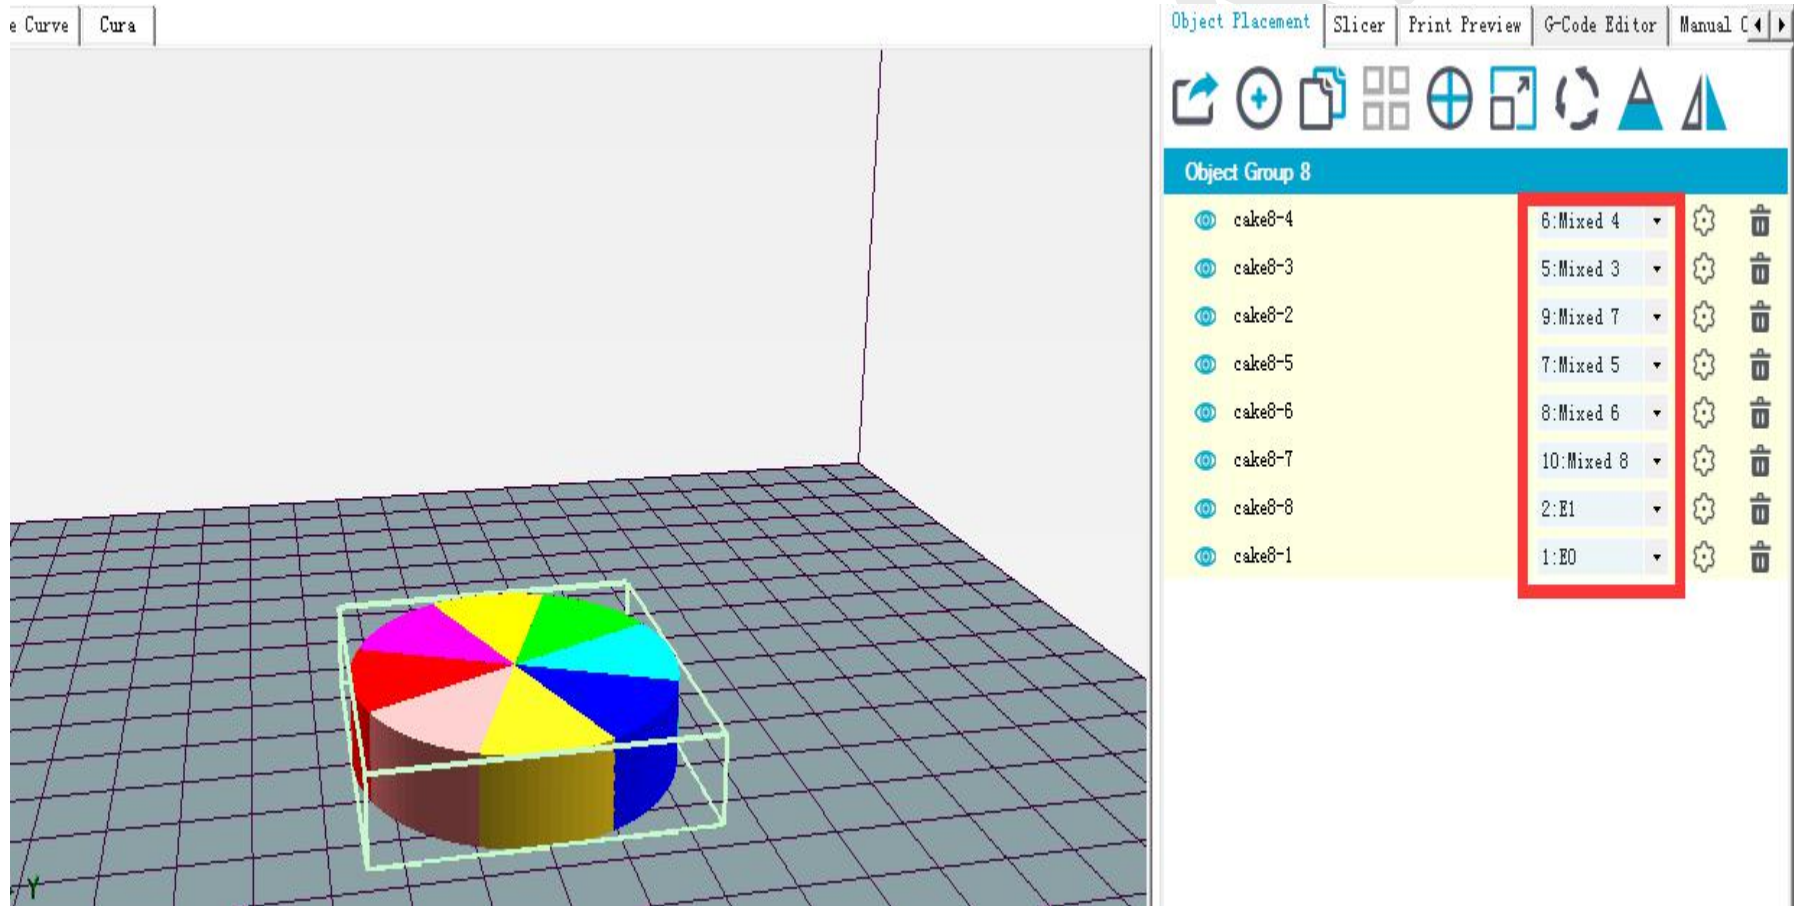 e Curve Cura
Object Placement Slicer Print Preview G-Code Editor Manual C
Object Group 8
cake8-4 6:Mixed 4
cake8-3 5:Mixed 3
cake8-2 9:Mixed 7
cake8-5 7:Mixed 5
cake8-6 8:Mixed 6
cake8-7 10:Mixed 8
cake8-8 2:E1
cake8-1 1:E0
Y